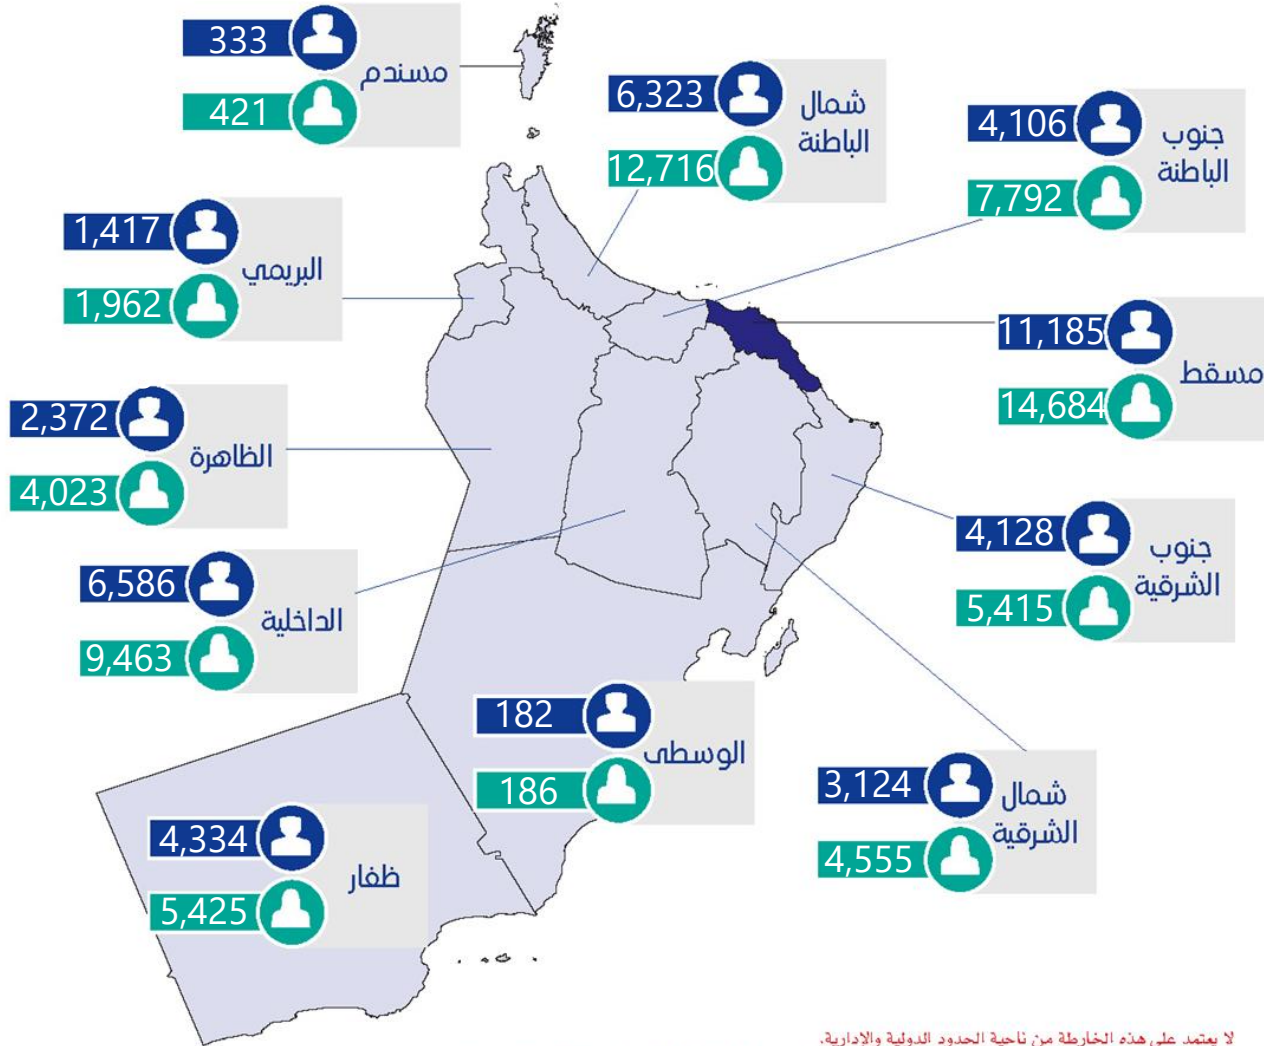 333
421
مسندم
6,323
12,716
شمال
الباطنة
4,106
7,792
جنوب
الباطنة
1,417
1,962
البريمي
11,185
14,684
مسقط
2,372
4,023
الظاهرة
4,128
5,415
جنوب
الشرقية
6,586
9,463
الداخلية
182
186
الوسطى
3,124
4,555
شمال
الشرقية
4,334
5,425
ظفار
لا يعتمد على هذه الخارطة من ناحية الحدود الدولية والإدارية.